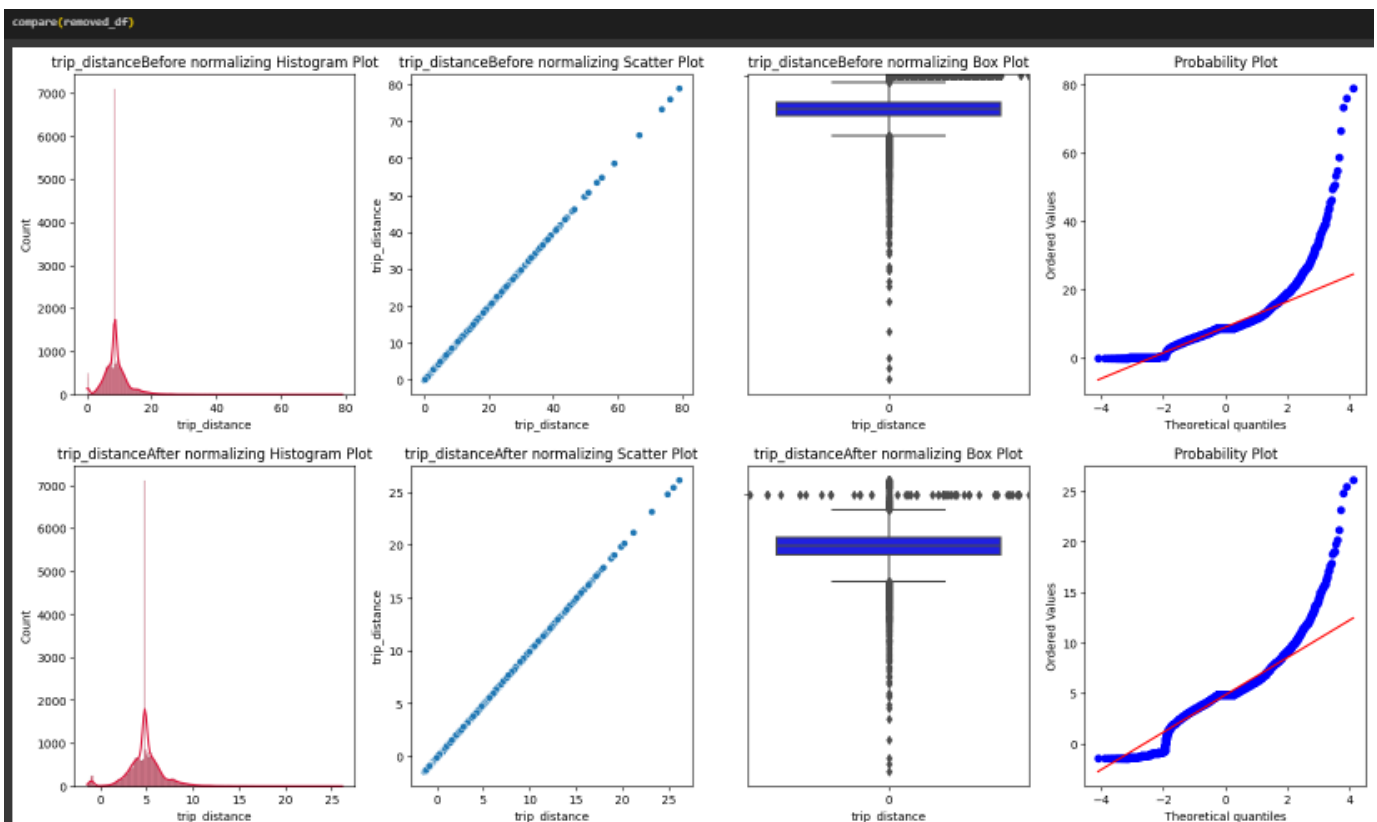 compare(removed_df)
trip_distanceBefore normalizing Histogram Plot
7000
6000
5000
4000
3000
2000
1000
0
Count
0 20 40 60 80
trip_distance
trip_distanceBefore normalizing Scatter Plot
80
70
60
50
40
30
20
10
0
trip_distance
0 10 20 30 40 50 60 70 80
trip_distance
trip_distanceBefore normalizing Box Plot
0
trip_distance
Probability Plot
80
60
40
20
0
Ordered Values
−4 −2 0 2 4
Theoretical quantiles
trip_distanceAfter normalizing Histogram Plot
7000
6000
5000
4000
3000
2000
1000
0
Count
0 5 10 15 20 25
trip_distance
trip_distanceAfter normalizing Scatter Plot
25
20
15
10
5
0
trip_distance
0 5 10 15 20 25
trip_distance
trip_distanceAfter normalizing Box Plot
0
trip_distance
Probability Plot
25
20
15
10
5
0
Ordered Values
−4 −2 0 2 4
Theoretical quantiles